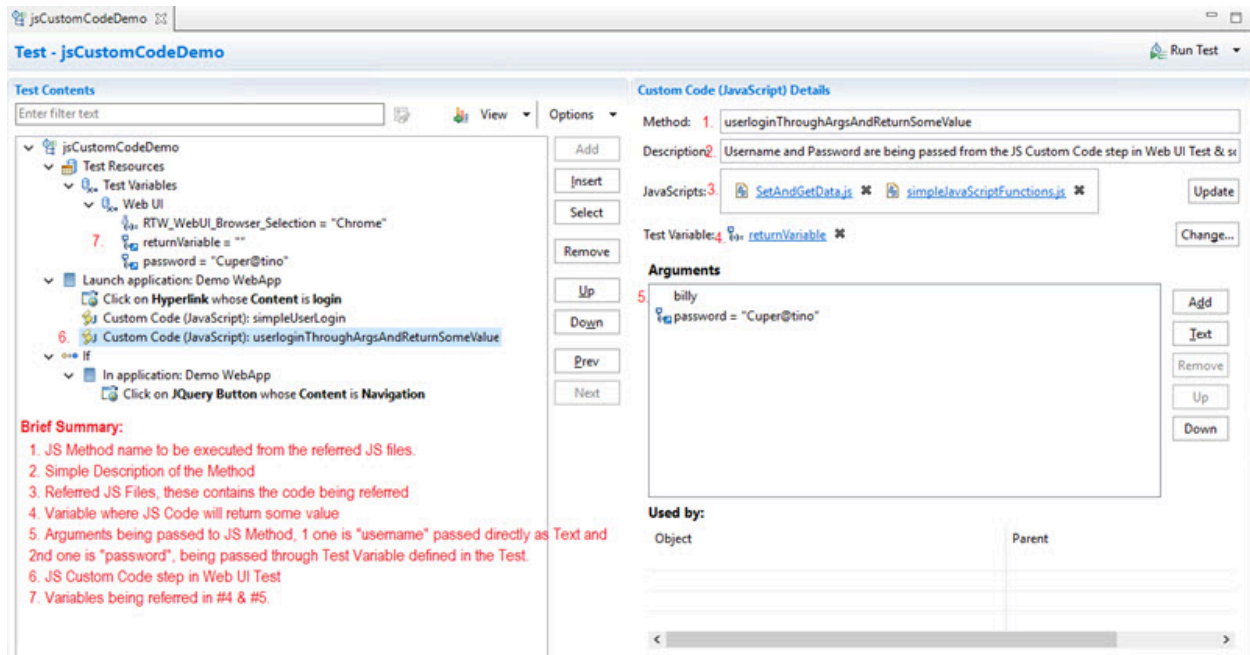 jsCustomCodeDemo
Test - jsCustomCodeDemo
Run Test
Test Contents
Enter filter text
View
Options
jsCustomCodeDemo
Test Resources
Test Variables
Web UI
RTW_WebUI_Browser_Selection = "Chrome"
7. returnVariable = ""
password = "Cuper@tino"
Launch application: Demo WebApp
Click on Hyperlink whose Content is login
Custom Code (JavaScript): simpleUserLogin
6. Custom Code (JavaScript): userloginThroughArgsAndReturnSomeValue
If
In application: Demo WebApp
Click on JQuery Button whose Content is Navigation
Add
Insert
Select
Remove
Up
Down
Prev
Next
Brief Summary:
1. JS Method name to be executed from the referred JS files.
2. Simple Description of the Method
3. Referred JS Files, these contains the code being referred
4. Variable where JS Code will return some value
5. Arguments being passed to JS Method, 1 one is "username" passed directly as Text and
2nd one is "password", being passed through Test Variable defined in the Test.
6. JS Custom Code step in Web UI Test
7. Variables being referred in #4 & #5.
Custom Code (JavaScript) Details
Method: 1. userloginThroughArgsAndReturnSomeValue
Description: 2. Username and Password are being passed from the JS Custom Code step in Web UI Test & s
JavaScripts: 3. SetAndGetData.js simpleJavaScriptFunctions.js Update
Test Variable: 4. returnVariable Change...
Arguments
5. billy
password = "Cuper@tino"
Add
Text
Remove
Up
Down
Used by:
Object Parent